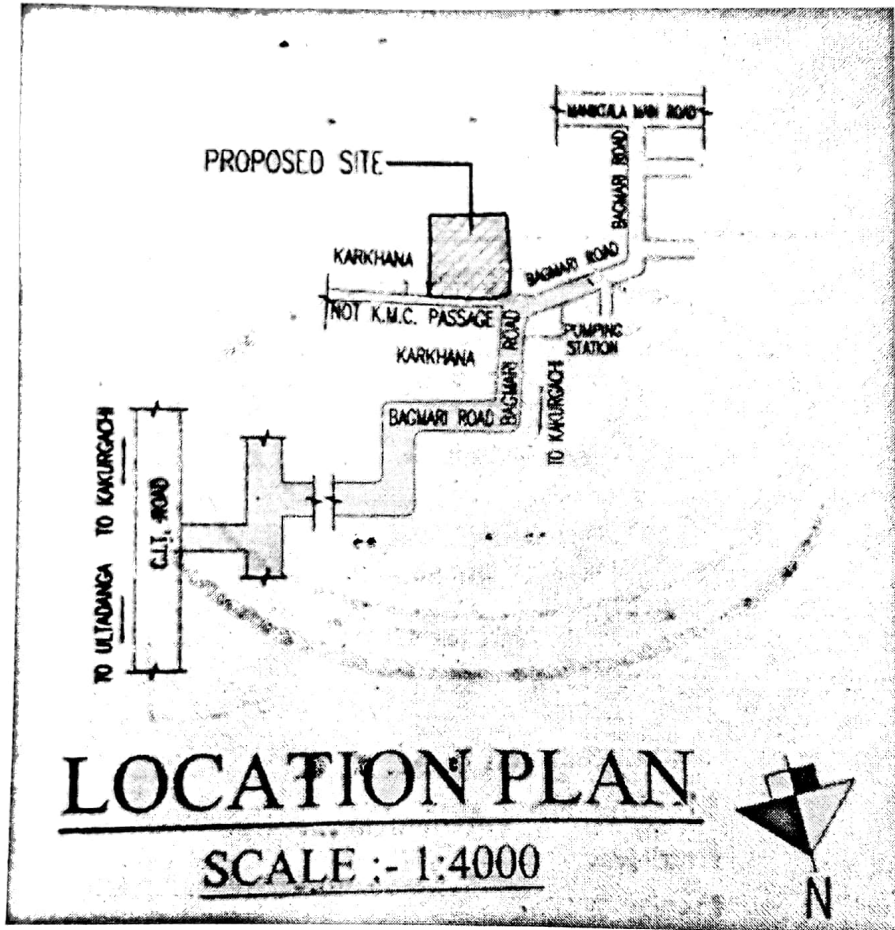 MANIKTALA MAIN ROAD
BAGMARI ROAD
PROPOSED SITE
KARKHANA
BAGMARI ROAD
NOT K.M.C. PASSAGE
PUMPING
STATION
KARKHANA
BAGMARI ROAD
BAGMARI ROAD
TO KAKURGACHI
TO KAKURGACHI
C.I.T. ROAD
TO ULTADANGA
LOCATION PLAN
SCALE :- 1:4000
N